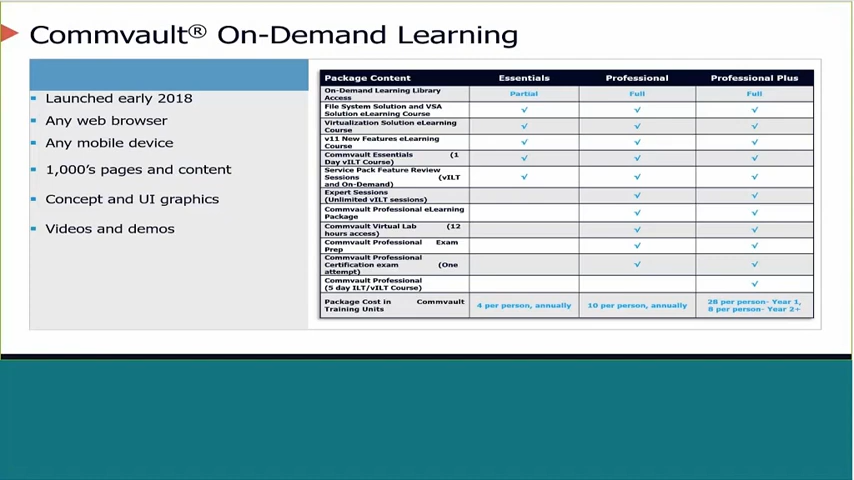 Commvault® On-Demand Learning
Launched early 2018
Any web browser
Any mobile device
1,000’s pages and content
Concept and UI graphics
Videos and demos
Package Content Essentials Professional Professional Plus
On-Demand Learning Library
Access Partial Full Full
File System Solution and VSA
Solution eLearning Course √ √ √
Virtualization Solution eLearning
Course √ √ √
v11 New Features eLearning
Course √ √ √
Commvault Essentials (1
Day vILT Course) √ √ √
Service Pack Feature Review
Sessions (vILT
and On-Demand) √ √ √
Expert Sessions
(Unlimited vILT sessions) √ √
Commvault Professional eLearning
Package √ √
Commvault Virtual Lab (12
hours access) √ √
Commvault Professional Exam
Prep √ √
Commvault Professional
Certification exam (One
attempt) √ √
Commvault Professional
(5 day ILT/vILT Course) √
Package Cost in Commvault
Training Units 4 per person, annually 10 per person, annually 28 per person- Year 1,
8 per person- Year 2+